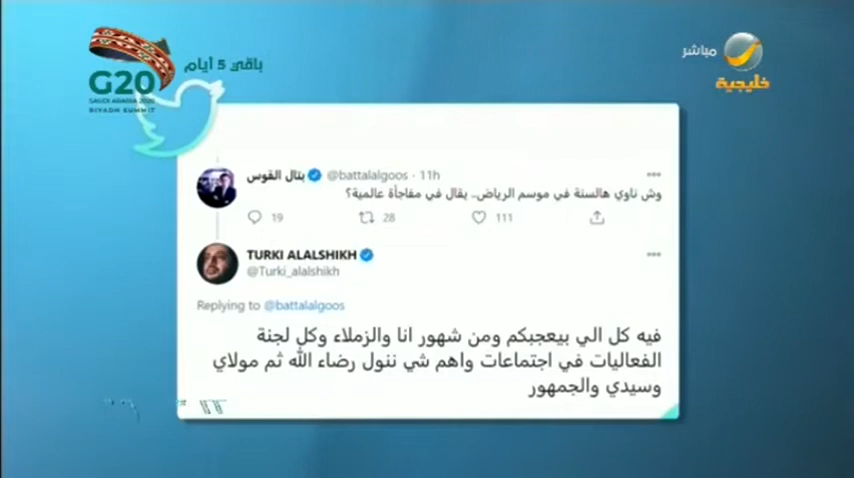 G20
SAUDI ARABIA 2020
RIYADH SUMMIT
باقي 5 أيام
مباشر
خليجية
بتال القوس @battalalgoos · 11h
وش ناوي هالسنة في موسم الرياض.. يقال في مفاجأة عالمية؟
19 28 111
TURKI ALALSHIKH
@Turki_alalshikh
Replying to @battalalgoos
فيه كل الي بيعجبكم ومن شهور انا والزملاء وكل لجنة
الفعاليات في اجتماعات واهم شي ننول رضاء الله ثم مولاي
وسيدي والجمهور